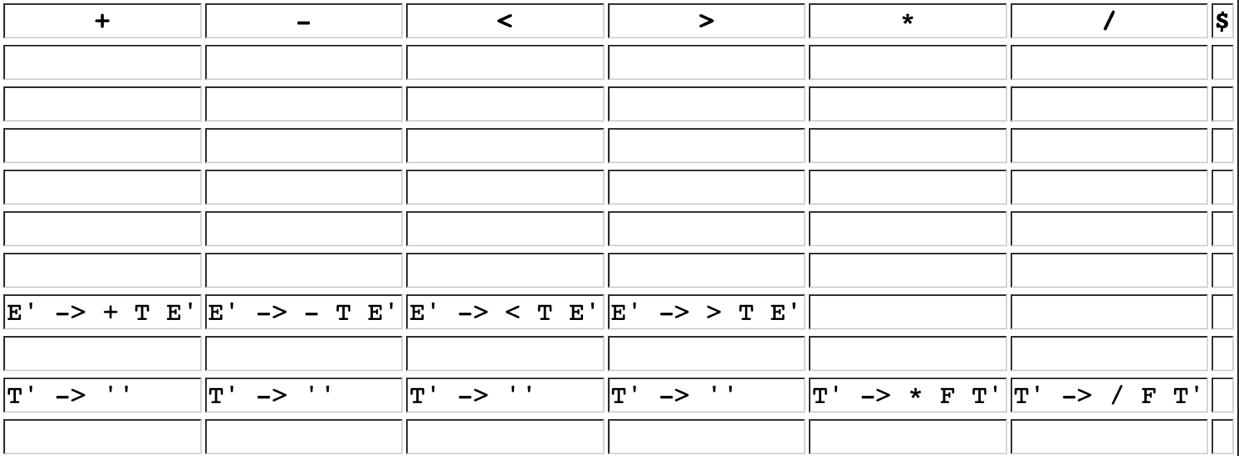 + - < > * / $
E' -> + T E' E' -> - T E' E' -> < T E' E' -> > T E'
T' -> '' T' -> '' T' -> '' T' -> '' T' -> * F T' T' -> / F T'